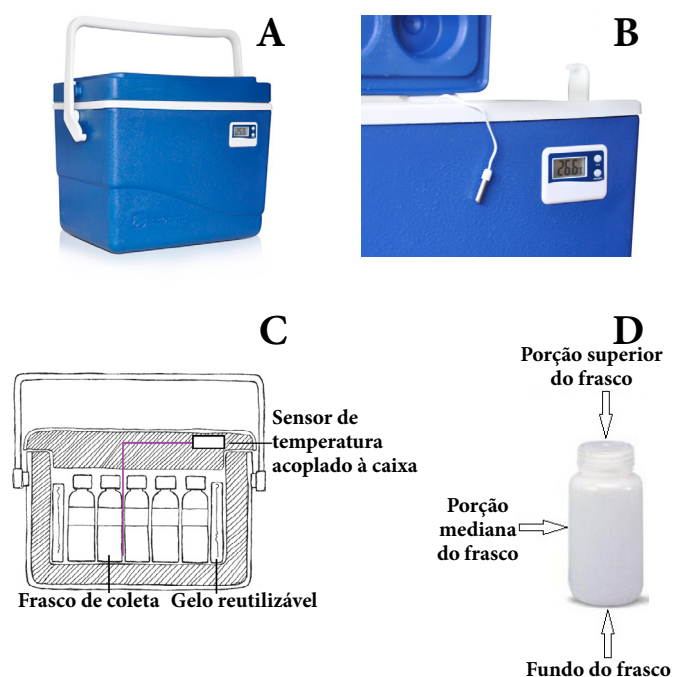 A
B
26.6
C
D
Porção superior
do frasco
Sensor de
temperatura
acoplado à caixa
Porção
mediana
do frasco
Frasco de coleta
Gelo reutilizável
Fundo do frasco